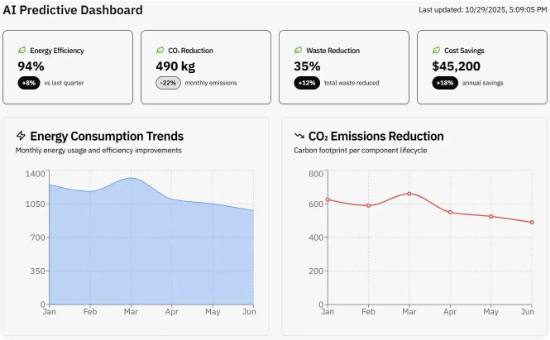 AI Predictive Dashboard
Last updated: 10/29/2025, 5:09:05 PM
Energy Efficiency
94%
+8% vs last quarter
CO₂ Reduction
490 kg
-22% monthly emissions
Waste Reduction
35%
+12% total waste reduced
Cost Savings
$45,200
+18% annual savings
Energy Consumption Trends
Monthly energy usage and efficiency improvements
1400
1050
700
350
0
Jan Feb Mar Apr May Jun
CO₂ Emissions Reduction
Carbon footprint per component lifecycle
800
600
400
200
0
Jan Feb Mar Apr May Jun